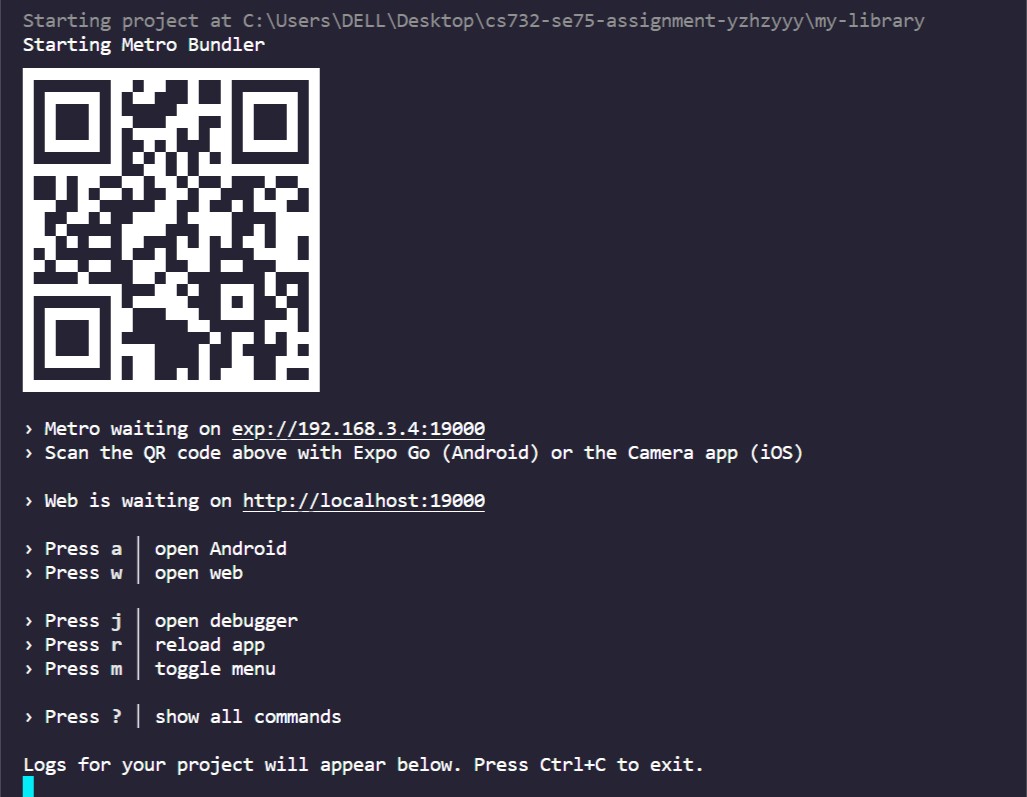 Starting project at C:\Users\DELL\Desktop\cs732-se75-assignment-yzhzyyy\my-library
Starting Metro Bundler
› Metro waiting on exp://192.168.3.4:19000
› Scan the QR code above with Expo Go (Android) or the Camera app (iOS)
› Web is waiting on http://localhost:19000
› Press a │ open Android
› Press w │ open web
› Press j │ open debugger
› Press r │ reload app
› Press m │ toggle menu
› Press ? │ show all commands
Logs for your project will appear below. Press Ctrl+C to exit.